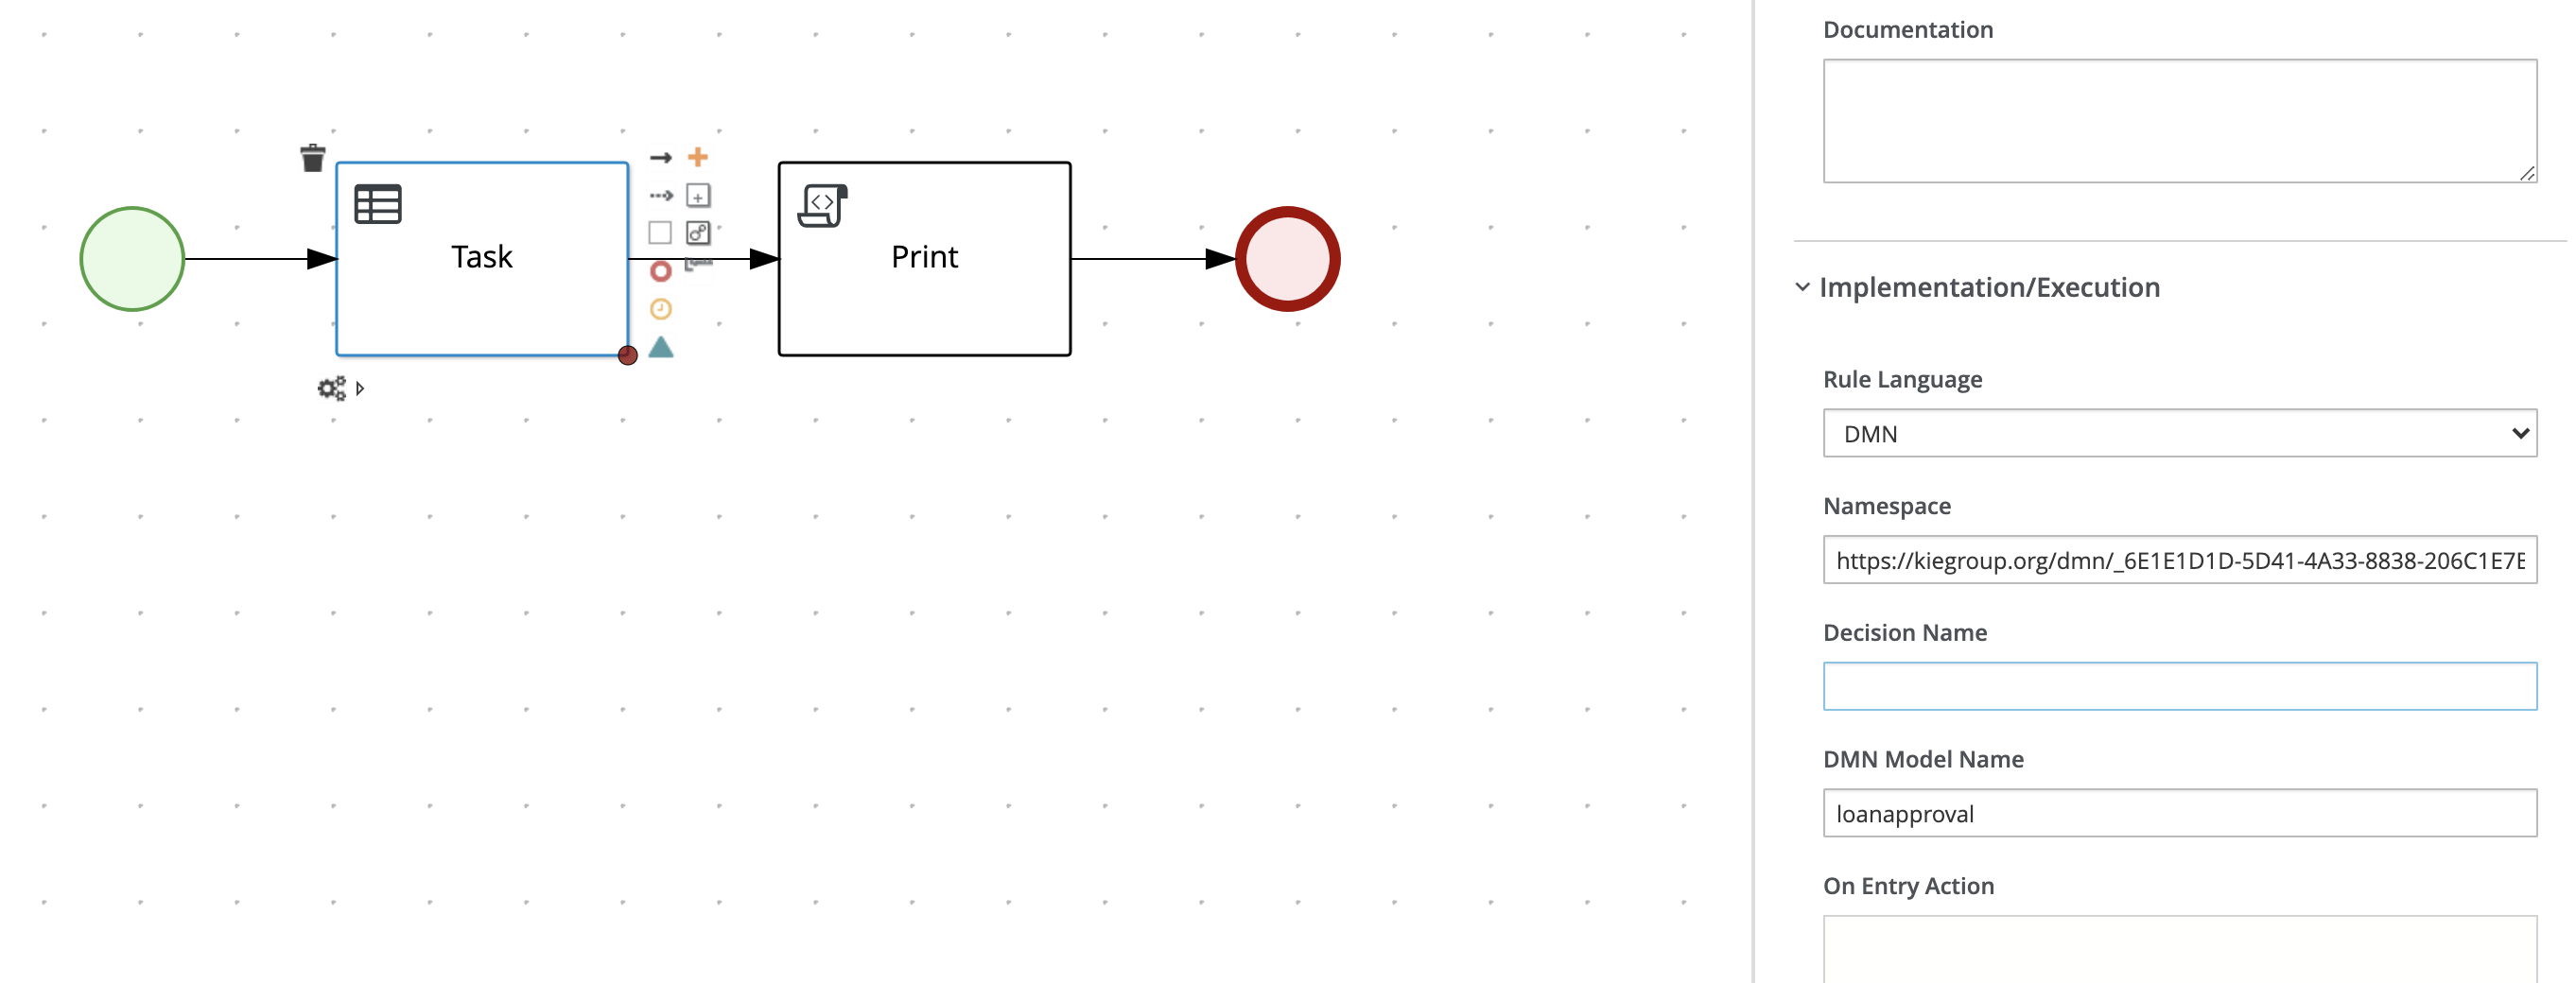 Task
Print
Documentation
Implementation/Execution
Rule Language
DMN
Namespace
https://kiegroup.org/dmn/_6E1E1D1D-5D41-4A33-8838-206C1E7E
Decision Name
DMN Model Name
loanapproval
On Entry Action